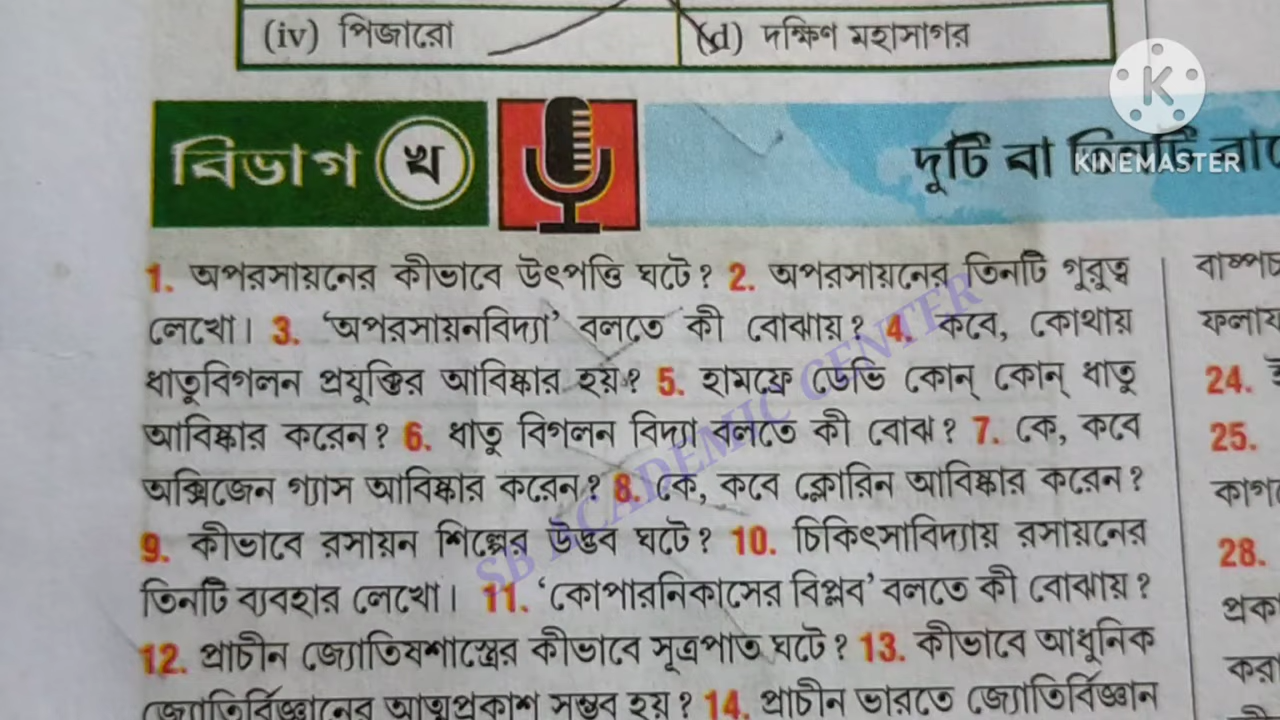 (iv) পিজারো (d) দক্ষিণ মহাসাগর
K
KINEMASTER
বিভাগ খ
দুটি বা তিনটি
1. অপরসায়নের কীভাবে উৎপত্তি ঘটে? 2. অপরসায়নের তিনটি গুরুত্ব
লেখো। 3. ‘অপরসায়নবিদ্যা’ বলতে কী বোঝায়? 4. কবে, কোথায়
ধাতুবিগলন প্রযুক্তির আবিষ্কার হয়? 5. হামফ্রে ডেভি কোন্ কোন্ ধাতু
আবিষ্কার করেন? 6. ধাতু বিগলন বিদ্যা বলতে কী বোঝ? 7. কে, কবে
অক্সিজেন গ্যাস আবিষ্কার করেন? 8. কে, কবে ক্লোরিন আবিষ্কার করেন?
9. কীভাবে রসায়ন শিল্পের উদ্ভব ঘটে? 10. চিকিৎসাবিদ্যায় রসায়নের
তিনটি ব্যবহার লেখো। 11. ‘কোপারনিকাসের বিপ্লব’ বলতে কী বোঝায়?
12. প্রাচীন জ্যোতিষশাস্ত্রের কীভাবে সূত্রপাত ঘটে? 13. কীভাবে আধুনিক
জ্যোতির্বিজ্ঞানের আত্মপ্রকাশ সম্ভব হয়? 14. প্রাচীন ভারতে জ্যোতির্বিজ্ঞান
SB ACADEMIC CENTER
24.
25.
28.